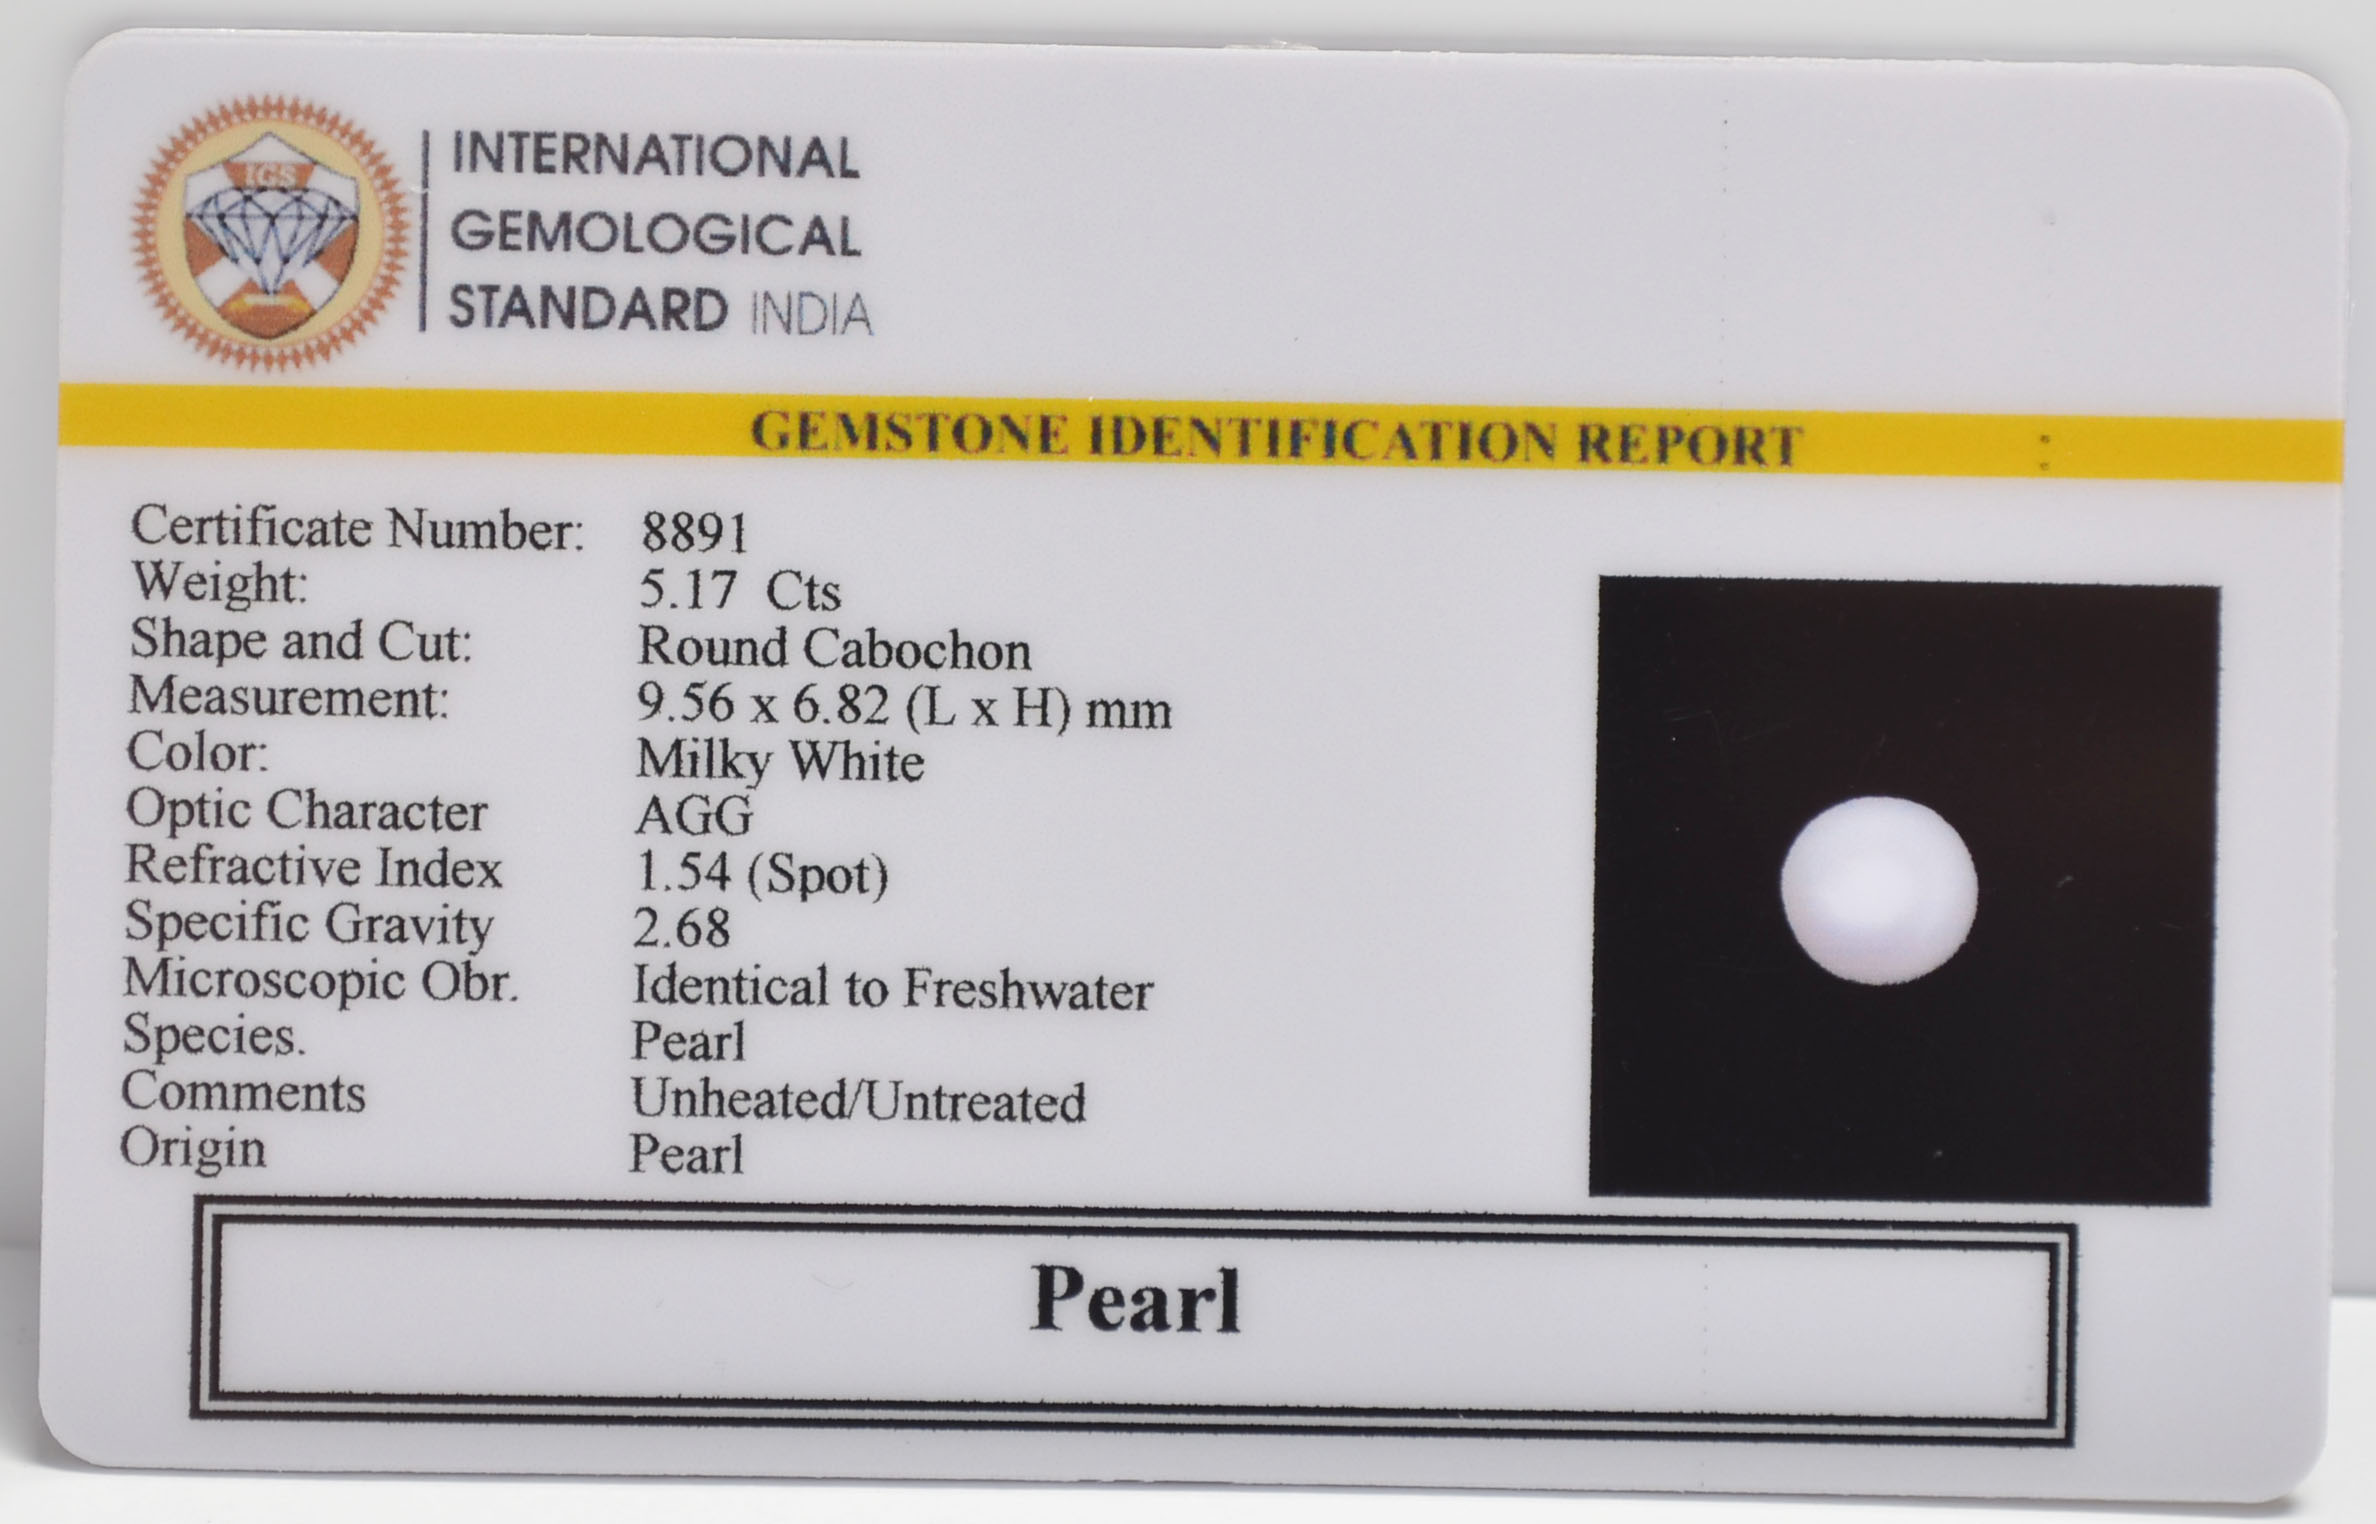 IGS
INTERNATIONAL
GEMOLOGICAL
STANDARD INDIA
GEMSTONE IDENTIFICATION REPORT :
Certificate Number: 8891
Weight: 5.17 Cts
Shape and Cut: Round Cabochon
Measurement: 9.56 x 6.82 (L x H) mm
Color: Milky White
Optic Character AGG
Refractive Index 1.54 (Spot)
Specific Gravity 2.68
Microscopic Obr. Identical to Freshwater
Species. Pearl
Comments Unheated/Untreated
Origin Pearl
Pearl